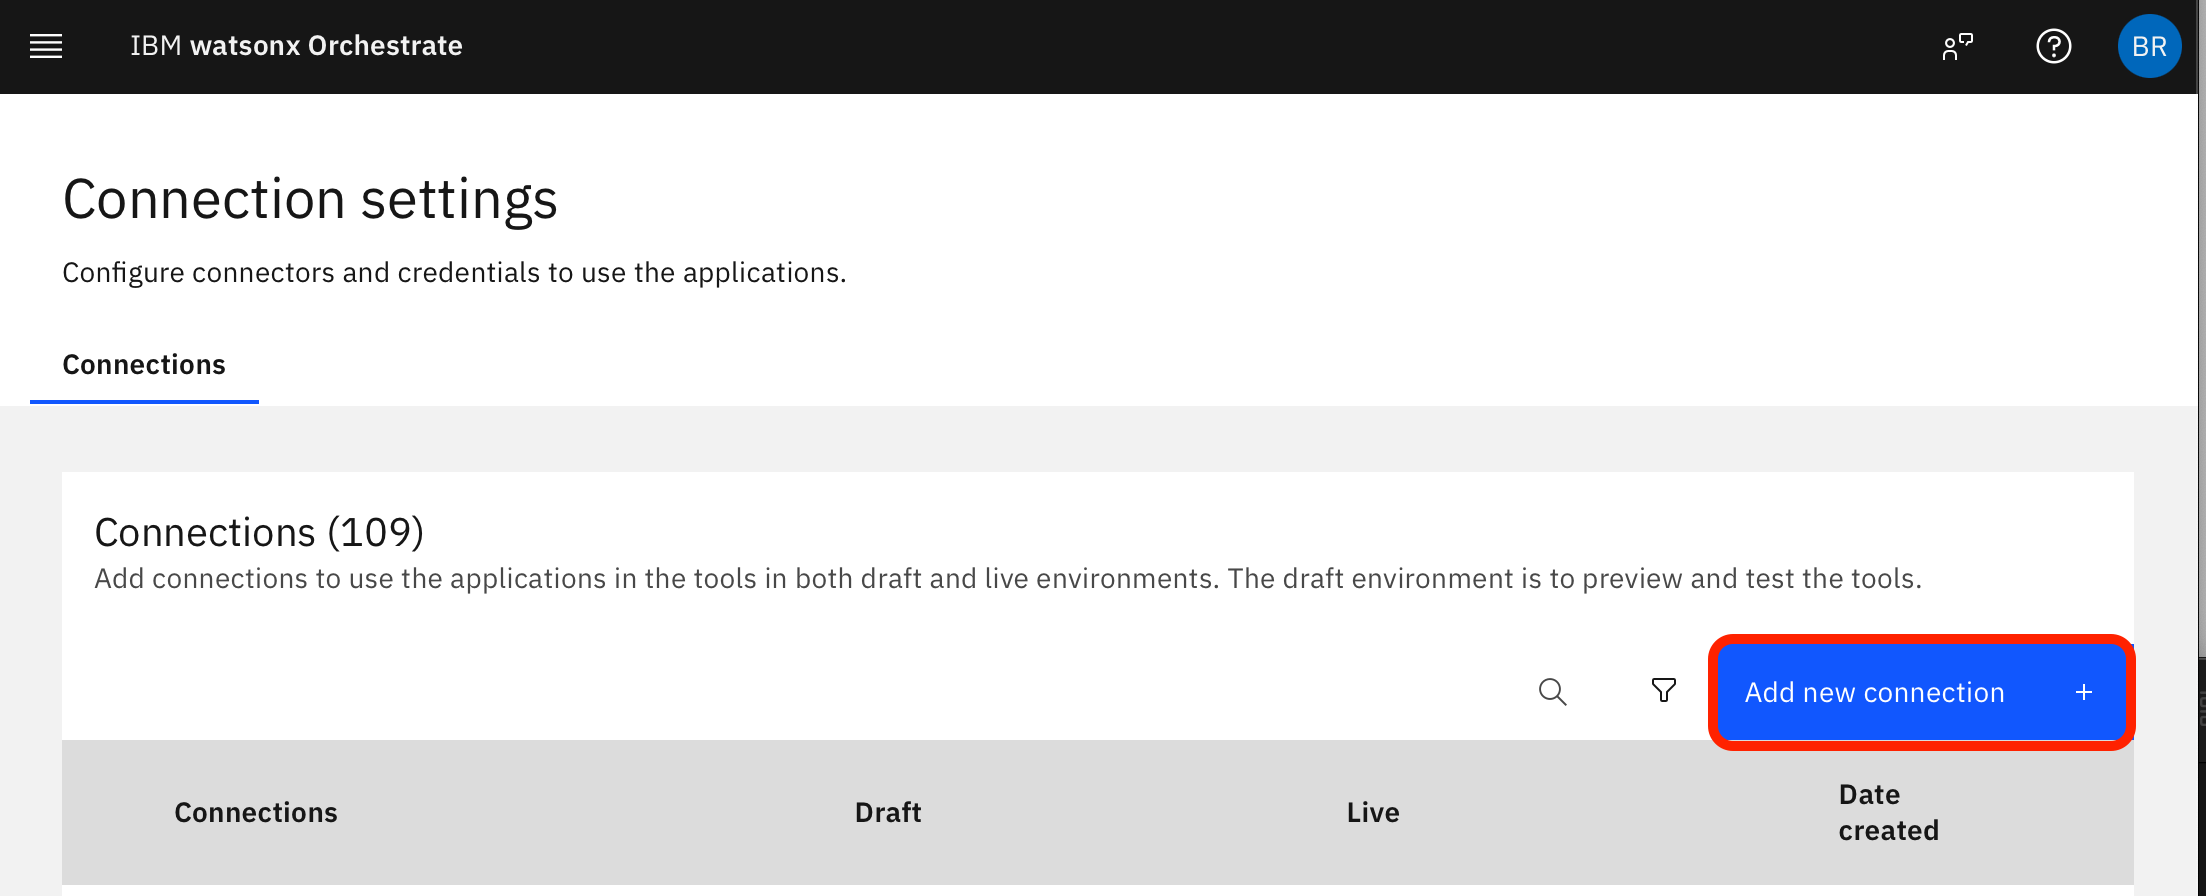 IBM watsonx Orchestrate
BR
Connection settings
Configure connectors and credentials to use the applications.
Connections
Connections (109)
Add connections to use the applications in the tools in both draft and live environments. The draft environment is to preview and test the tools.
Add new connection +
Connections Draft Live Date created